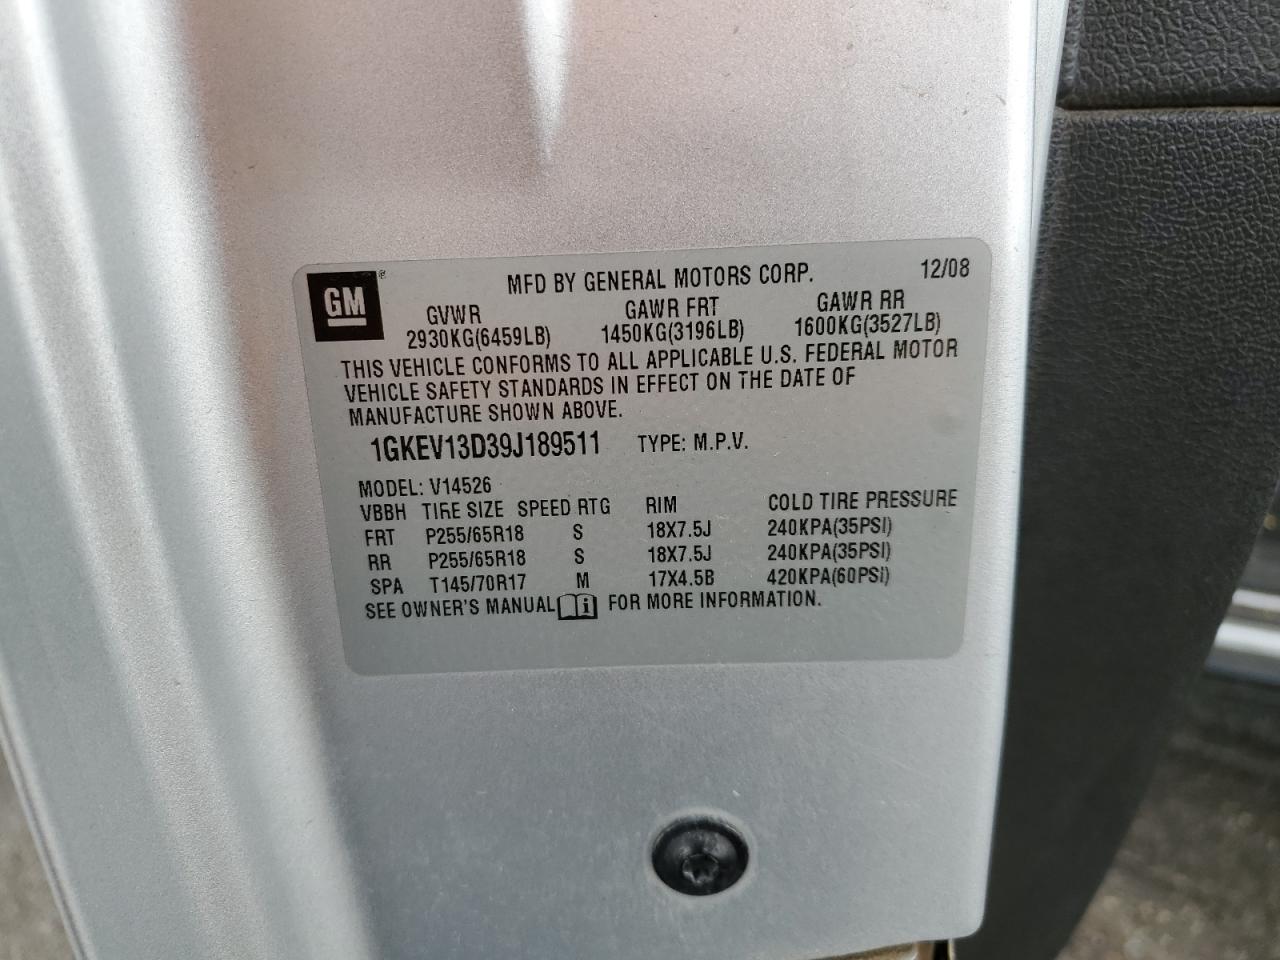 GM ® MFD BY GENERAL MOTORS CORP. 12/08
GVWR GAWR FRT GAWR RR
2930KG(6459LB) 1450KG(3196LB) 1600KG(3527LB)
THIS VEHICLE CONFORMS TO ALL APPLICABLE U.S. FEDERAL MOTOR
VEHICLE SAFETY STANDARDS IN EFFECT ON THE DATE OF
MANUFACTURE SHOWN ABOVE.
1GKEV13D39J189511 TYPE: M.P.V.
MODEL: V14526
VBBH TIRE SIZE SPEED RTG RIM COLD TIRE PRESSURE
FRT P255/65R18 S 18X7.5J 240KPA(35PSI)
RR P255/65R18 S 18X7.5J 240KPA(35PSI)
SPA T145/70R17 M 17X4.5B 420KPA(60PSI)
SEE OWNER'S MANUAL i FOR MORE INFORMATION.